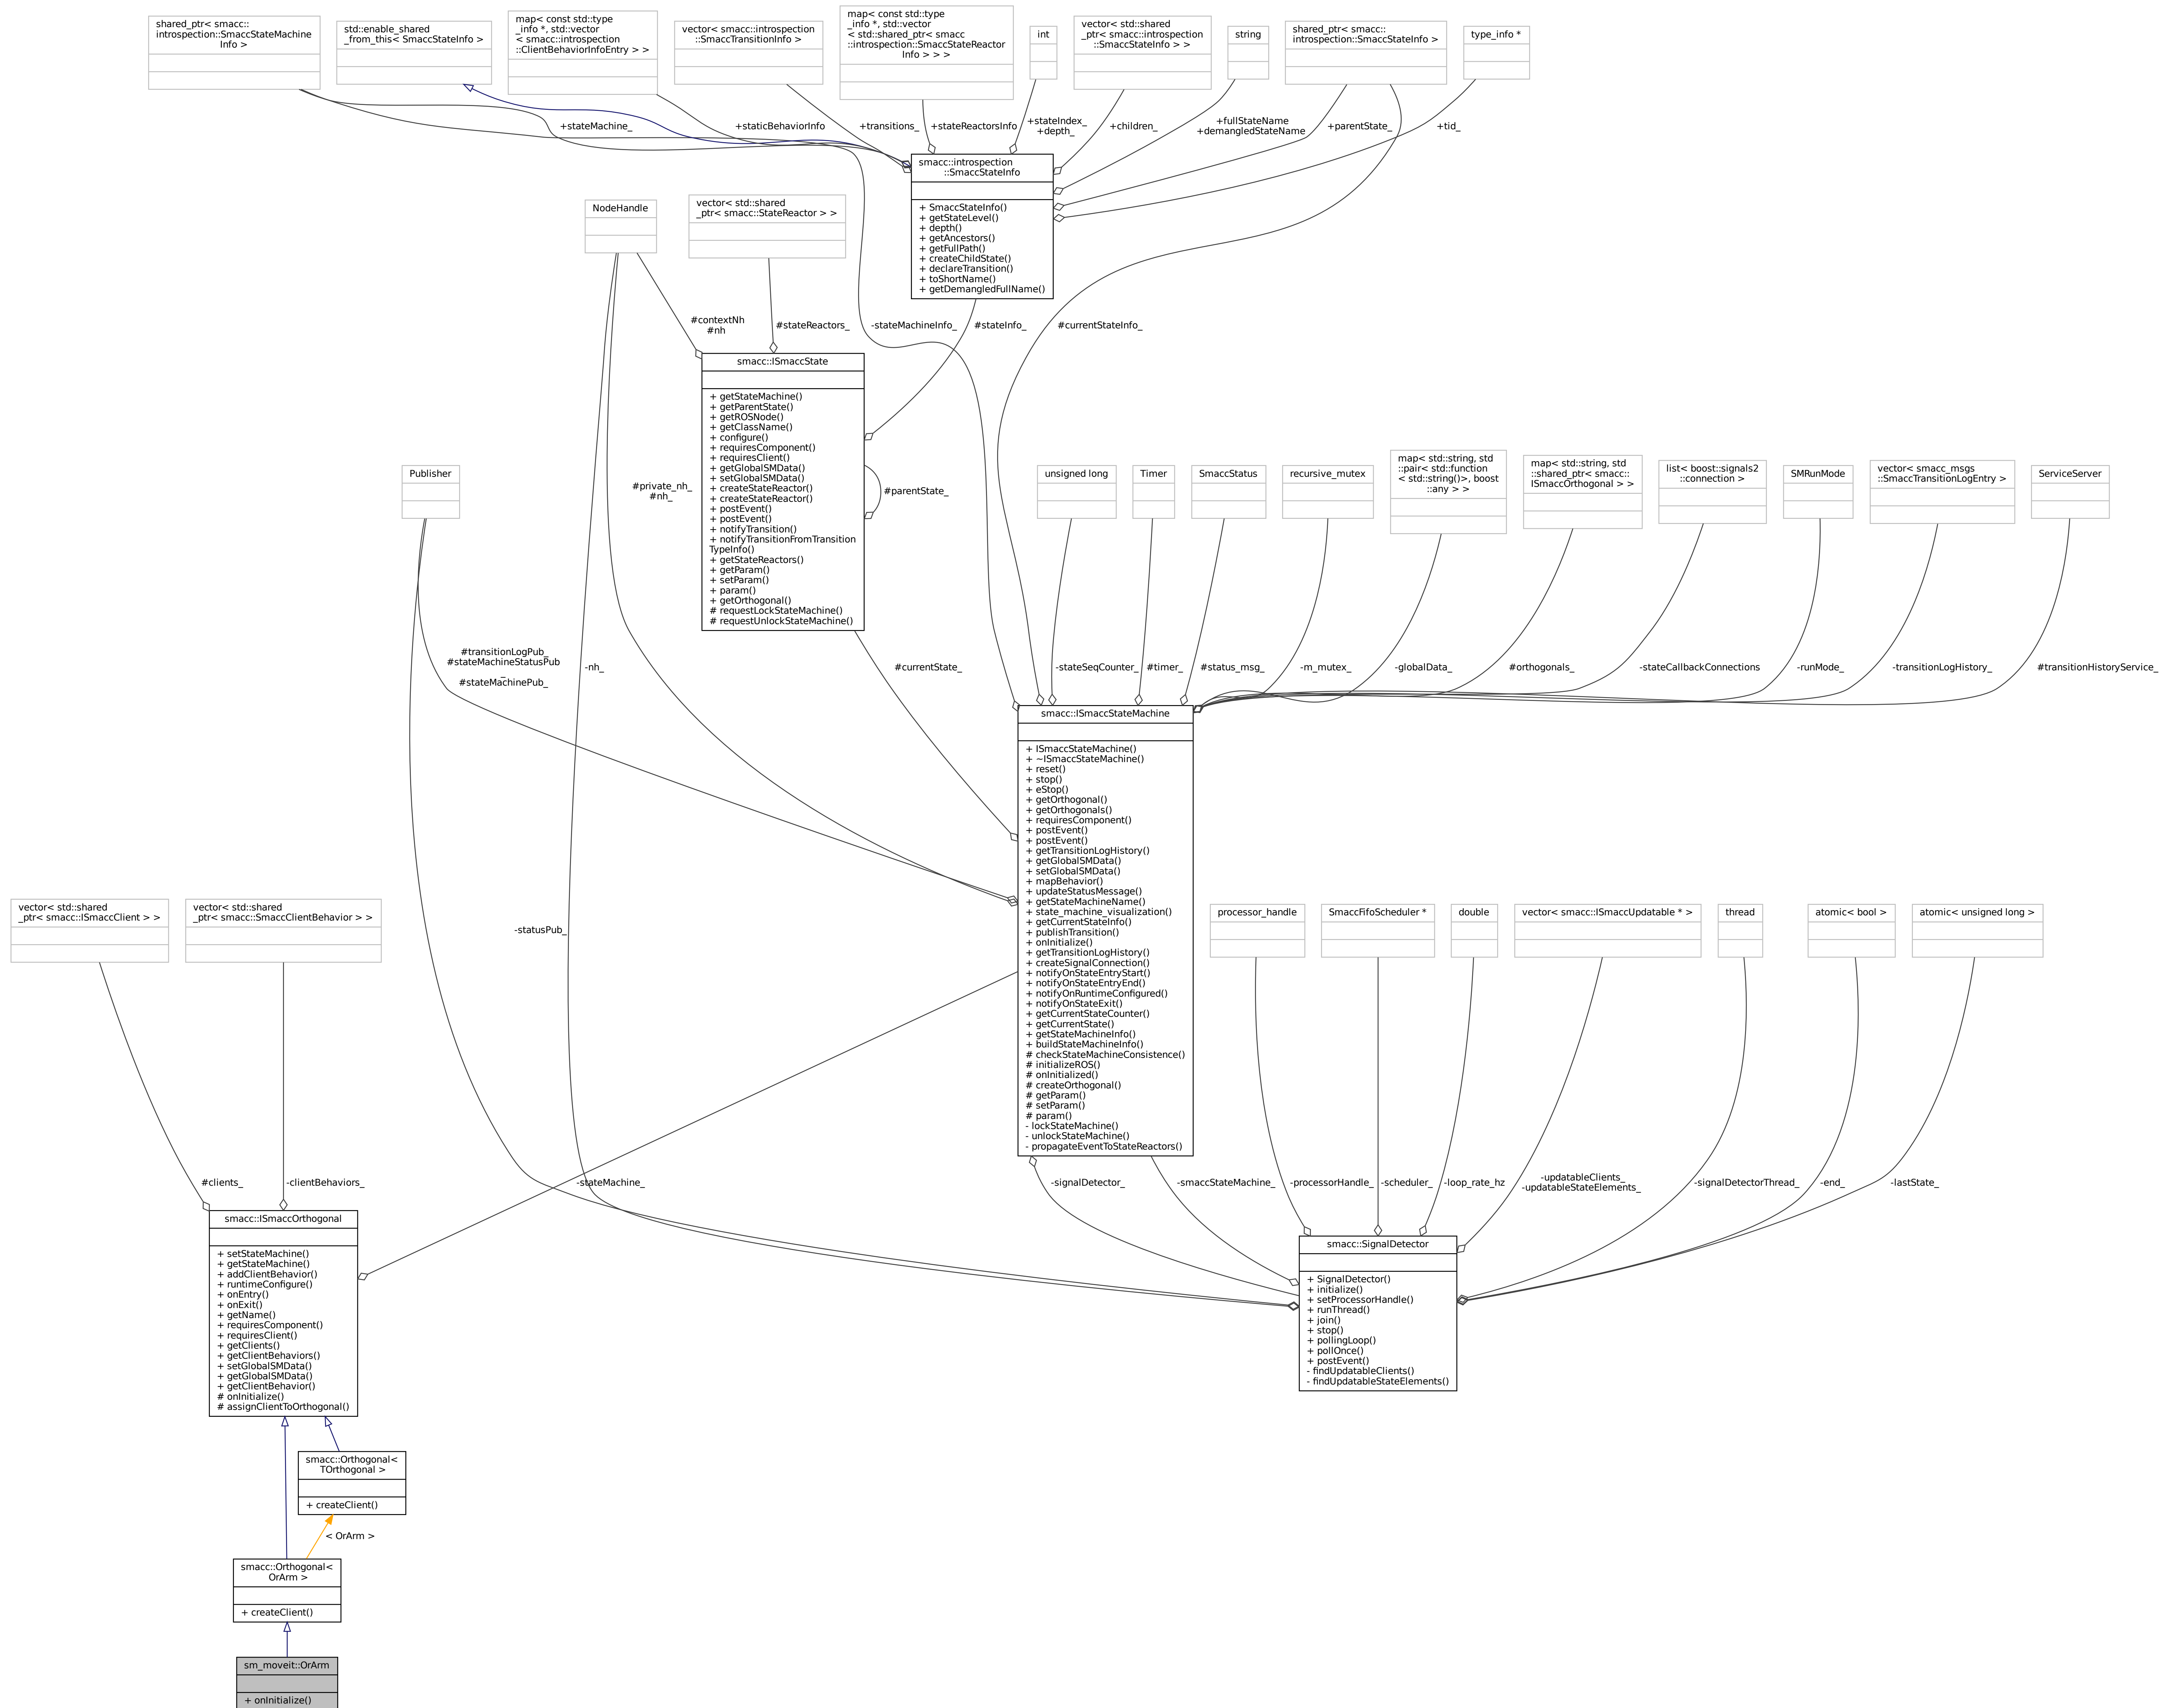 shared_ptr< smacc::
introspection::SmaccStateMachine
Info >
std::enable_shared
_from_this< SmaccStateInfo >
map< const std::type
_info *, std::vector
< smacc::introspection
::ClientBehaviorInfoEntry > >
vector< smacc::introspection
::SmaccTransitionInfo >
map< const std::type
_info *, std::vector
< std::shared_ptr< smacc
::introspection::SmaccStateReactor
Info > > >
int
vector< std::shared
_ptr< smacc::introspection
::SmaccStateInfo > >
string
shared_ptr< smacc::
introspection::SmaccStateInfo >
type_info *
+stateMachine_
+staticBehaviorInfo
+transitions_
+stateReactorsInfo
+stateIndex_
+depth_
+children_
+fullStateName
+demangledStateName
+parentState_
+tid_
smacc::introspection
::SmaccStateInfo
+ SmaccStateInfo()
+ getStateLevel()
+ depth()
+ getAncestors()
+ getFullPath()
+ createChildState()
+ declareTransition()
+ toShortName()
+ getDemangledFullName()
NodeHandle
vector< std::shared
_ptr< smacc::StateReactor > >
#contextNh
#nh
#stateReactors_
-stateMachineInfo_
#stateInfo_
#currentStateInfo_
smacc::ISmaccState
+ getStateMachine()
+ getParentState()
+ getROSNode()
+ getClassName()
+ configure()
+ requiresComponent()
+ requiresClient()
+ getGlobalSMData()
+ setGlobalSMData()
+ createStateReactor()
+ createStateReactor()
+ postEvent()
+ postEvent()
+ notifyTransition()
+ notifyTransitionFromTransition
TypeInfo()
+ getStateReactors()
+ getParam()
+ setParam()
+ param()
+ getOrthogonal()
# requestLockStateMachine()
# requestUnlockStateMachine()
#parentState_
#private_nh_
#nh_
Publisher
unsigned long
Timer
SmaccStatus
recursive_mutex
map< std::string, std
::pair< std::function
< std::string()>, boost
::any > >
map< std::string, std
::shared_ptr< smacc::
ISmaccOrthogonal > >
list< boost::signals2
::connection >
SMRunMode
vector< smacc_msgs
::SmaccTransitionLogEntry >
ServiceServer
#transitionLogPub_
#stateMachineStatusPub
_
#stateMachinePub_
-nh_
#currentState_
-stateSeqCounter_
#timer_
#status_msg_
-m_mutex_
-globalData_
#orthogonals_
-stateCallbackConnections
-runMode_
-transitionLogHistory_
#transitionHistoryService_
smacc::ISmaccStateMachine
+ ISmaccStateMachine()
+ ~ISmaccStateMachine()
+ reset()
+ stop()
+ eStop()
+ getOrthogonal()
+ getOrthogonals()
+ requiresComponent()
+ postEvent()
+ postEvent()
+ getTransitionLogHistory()
+ getGlobalSMData()
+ setGlobalSMData()
+ mapBehavior()
+ updateStatusMessage()
+ getStateMachineName()
+ state_machine_visualization()
+ getCurrentStateInfo()
+ publishTransition()
+ onInitialize()
+ getTransitionLogHistory()
+ createSignalConnection()
+ notifyOnStateEntryStart()
+ notifyOnStateEntryEnd()
+ notifyOnRuntimeConfigured()
+ notifyOnStateExit()
+ getCurrentStateCounter()
+ getCurrentState()
+ getStateMachineInfo()
+ buildStateMachineInfo()
# checkStateMachineConsistence()
# initializeROS()
# onInitialized()
# createOrthogonal()
# getParam()
# setParam()
# param()
- lockStateMachine()
- unlockStateMachine()
- propagateEventToStateReactors()
vector< std::shared
_ptr< smacc::ISmaccClient > >
vector< std::shared
_ptr< smacc::SmaccClientBehavior > >
-statusPub_
processor_handle
SmaccFifoScheduler *
double
vector< smacc::ISmaccUpdatable * >
thread
atomic< bool >
atomic< unsigned long >
#clients_
-clientBehaviors_
-stateMachine_
-signalDetector_
-smaccStateMachine_
-processorHandle_
-scheduler_
-loop_rate_hz
-updatableClients_
-updatableStateElements_
-signalDetectorThread_
-end_
-lastState_
smacc::ISmaccOrthogonal
+ setStateMachine()
+ getStateMachine()
+ addClientBehavior()
+ runtimeConfigure()
+ onEntry()
+ onExit()
+ getName()
+ requiresComponent()
+ requiresClient()
+ getClients()
+ getClientBehaviors()
+ setGlobalSMData()
+ getGlobalSMData()
+ getClientBehavior()
# onInitialize()
# assignClientToOrthogonal()
smacc::SignalDetector
+ SignalDetector()
+ initialize()
+ setProcessorHandle()
+ runThread()
+ join()
+ stop()
+ pollingLoop()
+ pollOnce()
+ postEvent()
- findUpdatableClients()
- findUpdatableStateElements()
smacc::Orthogonal<
TOrthogonal >
+ createClient()
< OrArm >
smacc::Orthogonal<
OrArm >
+ createClient()
sm_moveit::OrArm
+ onInitialize()